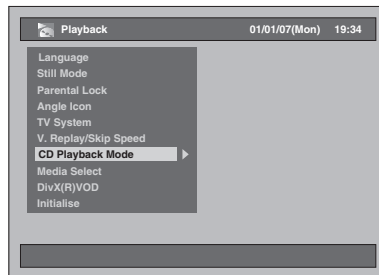 Playback 01/01/07(Mon) 19:34
Language
Still Mode
Parental Lock
Angle Icon
TV System
V. Replay/Skip Speed
CD Playback Mode
Media Select
DivX(R)VOD
Initialise